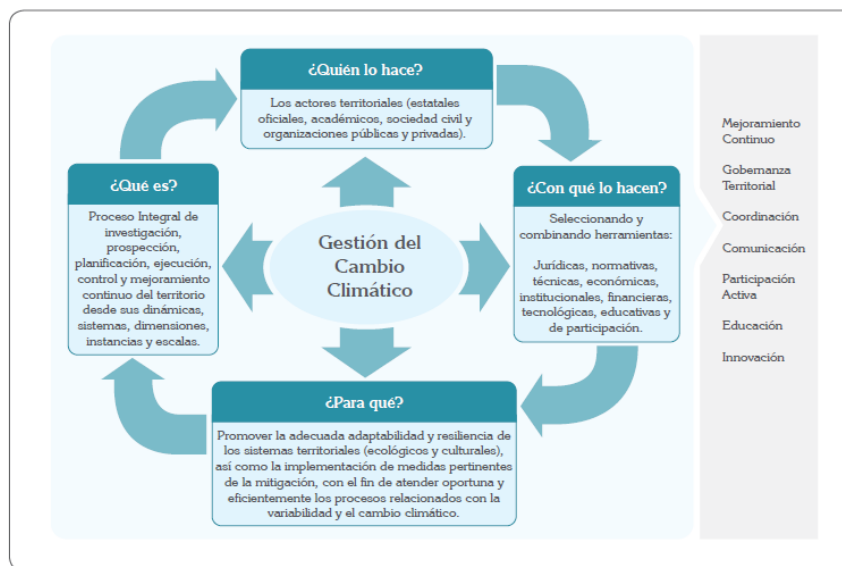 ¿Quién lo hace?
Los actores territoriales (estatales
oficiales, académicos, sociedad civil y
organizaciones públicas y privadas).
¿Qué es?
Proceso Integral de
investigación,
prospección,
planificación, ejecución,
control y mejoramiento
continuo del territorio
desde sus dinámicas,
sistemas, dimensiones,
instancias y escalas.
Gestión del
Cambio
Climático
¿Con qué lo hacen?
Seleccionando y
combinando herramientas:
Jurídicas, normativas,
técnicas, económicas,
institucionales, financieras,
tecnológicas, educativas y
de participación.
¿Para qué?
Promover la adecuada adaptabilidad y resiliencia de
los sistemas territoriales (ecológicos y culturales),
así como la implementación de medidas pertinentes
de la mitigación, con el fin de atender oportuna y
eficientemente los procesos relacionados con la
variabilidad y el cambio climático.
Mejoramiento
Continuo
Gobernanza
Territorial
Coordinación
Comunicación
Participación
Activa
Educación
Innovación